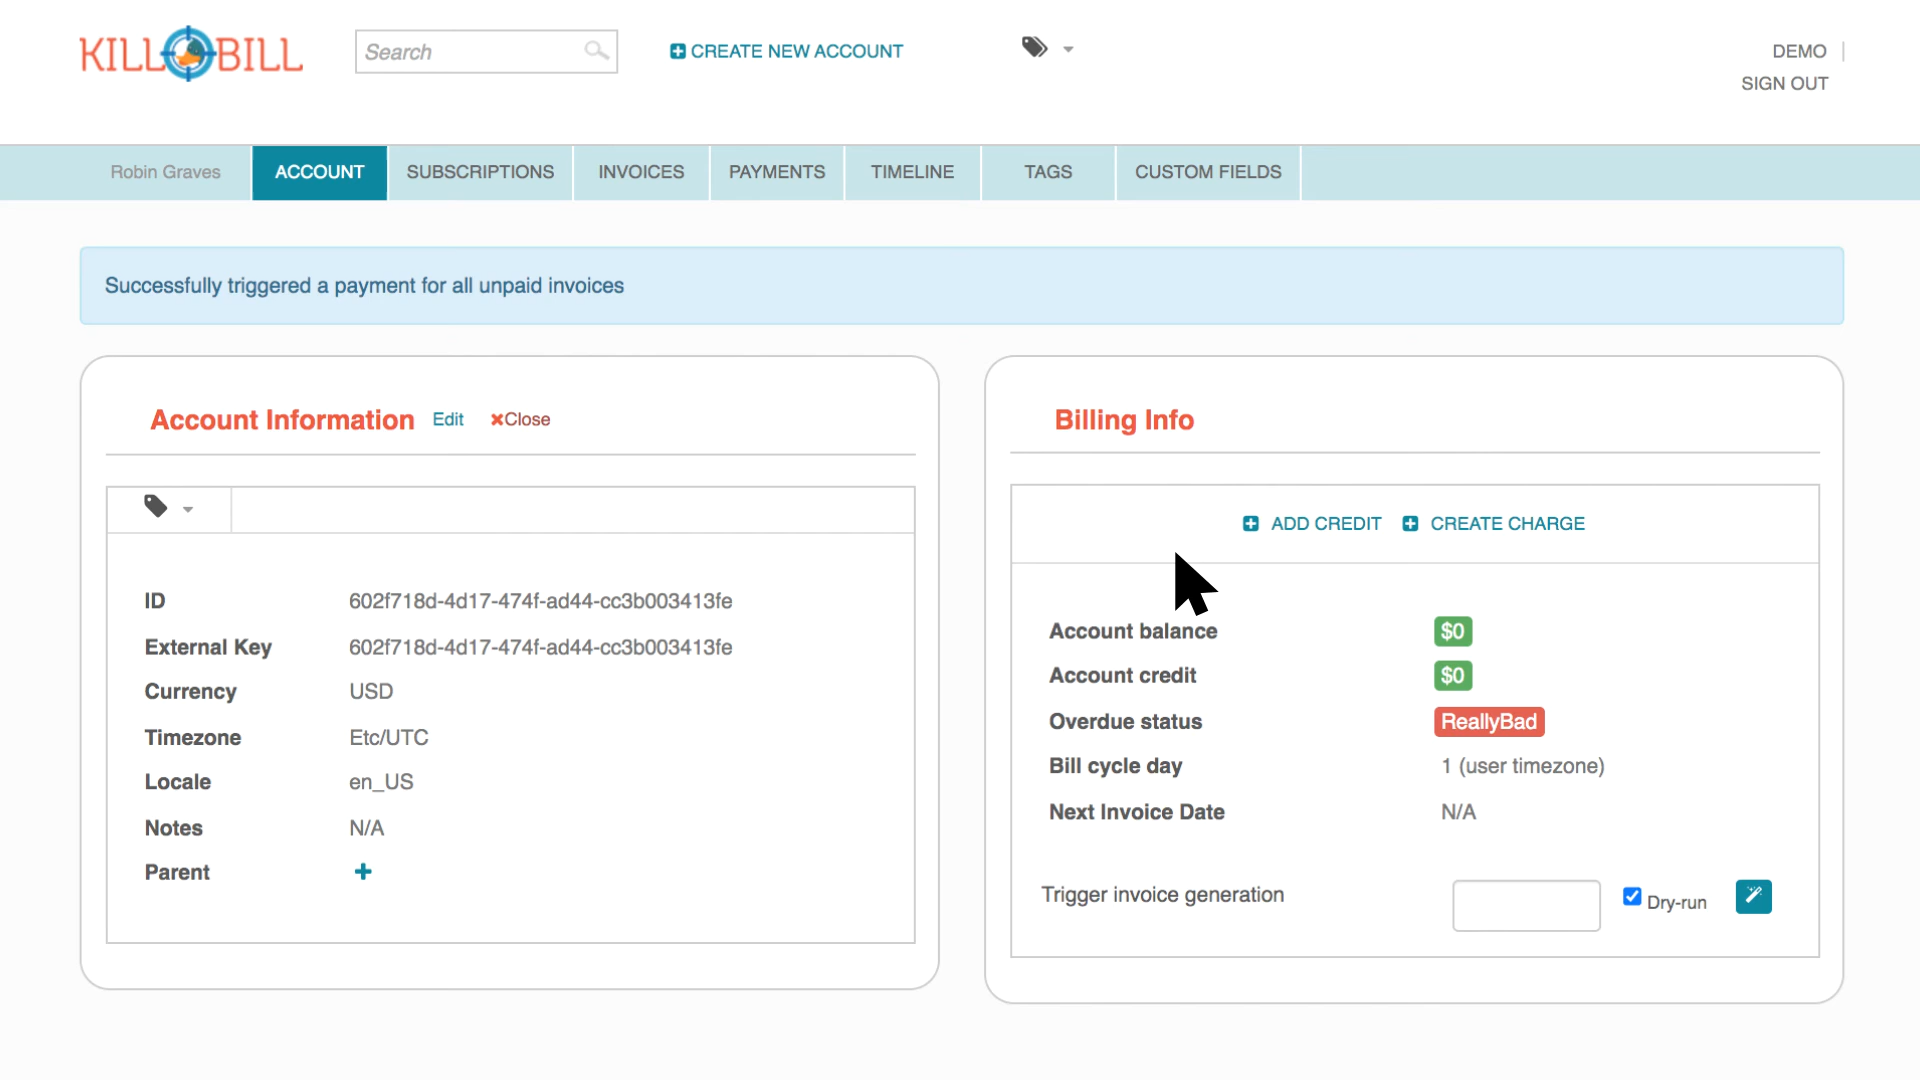 KILL BILL
Search
CREATE NEW ACCOUNT
DEMO
SIGN OUT
Robin Graves
ACCOUNT
SUBSCRIPTIONS
INVOICES
PAYMENTS
TIMELINE
TAGS
CUSTOM FIELDS
Successfully triggered a payment for all unpaid invoices
Account Information Edit Close
ID 602f718d-4d17-474f-ad44-cc3b003413fe
External Key 602f718d-4d17-474f-ad44-cc3b003413fe
Currency USD
Timezone Etc/UTC
Locale en_US
Notes N/A
Parent
Billing Info
ADD CREDIT CREATE CHARGE
Account balance $0
Account credit $0
Overdue status ReallyBad
Bill cycle day 1 (user timezone)
Next Invoice Date N/A
Trigger invoice generation Dry-run